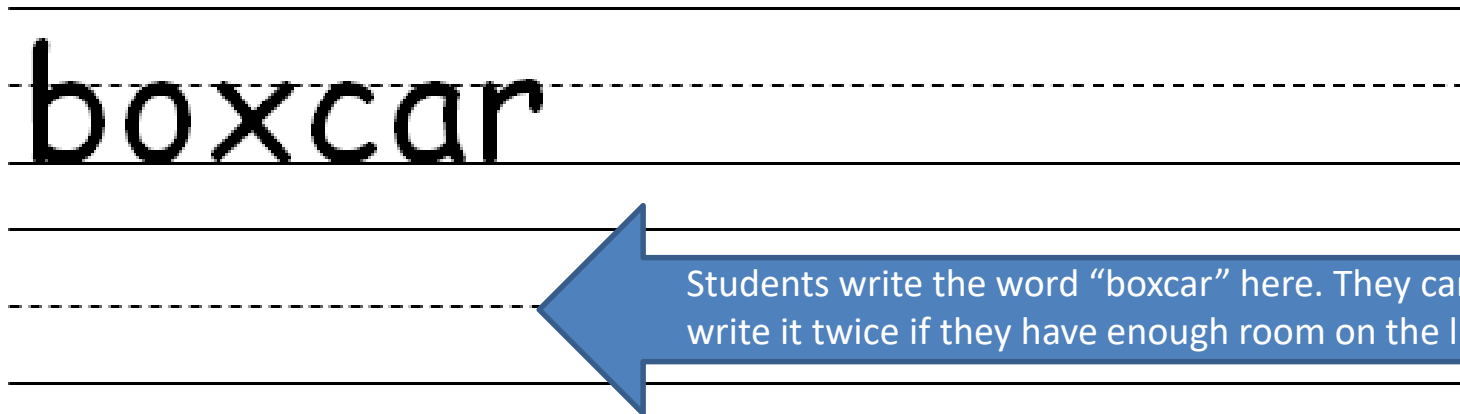 boxcar
Students write the word “boxcar” here. They
write it twice if they have enough room on the